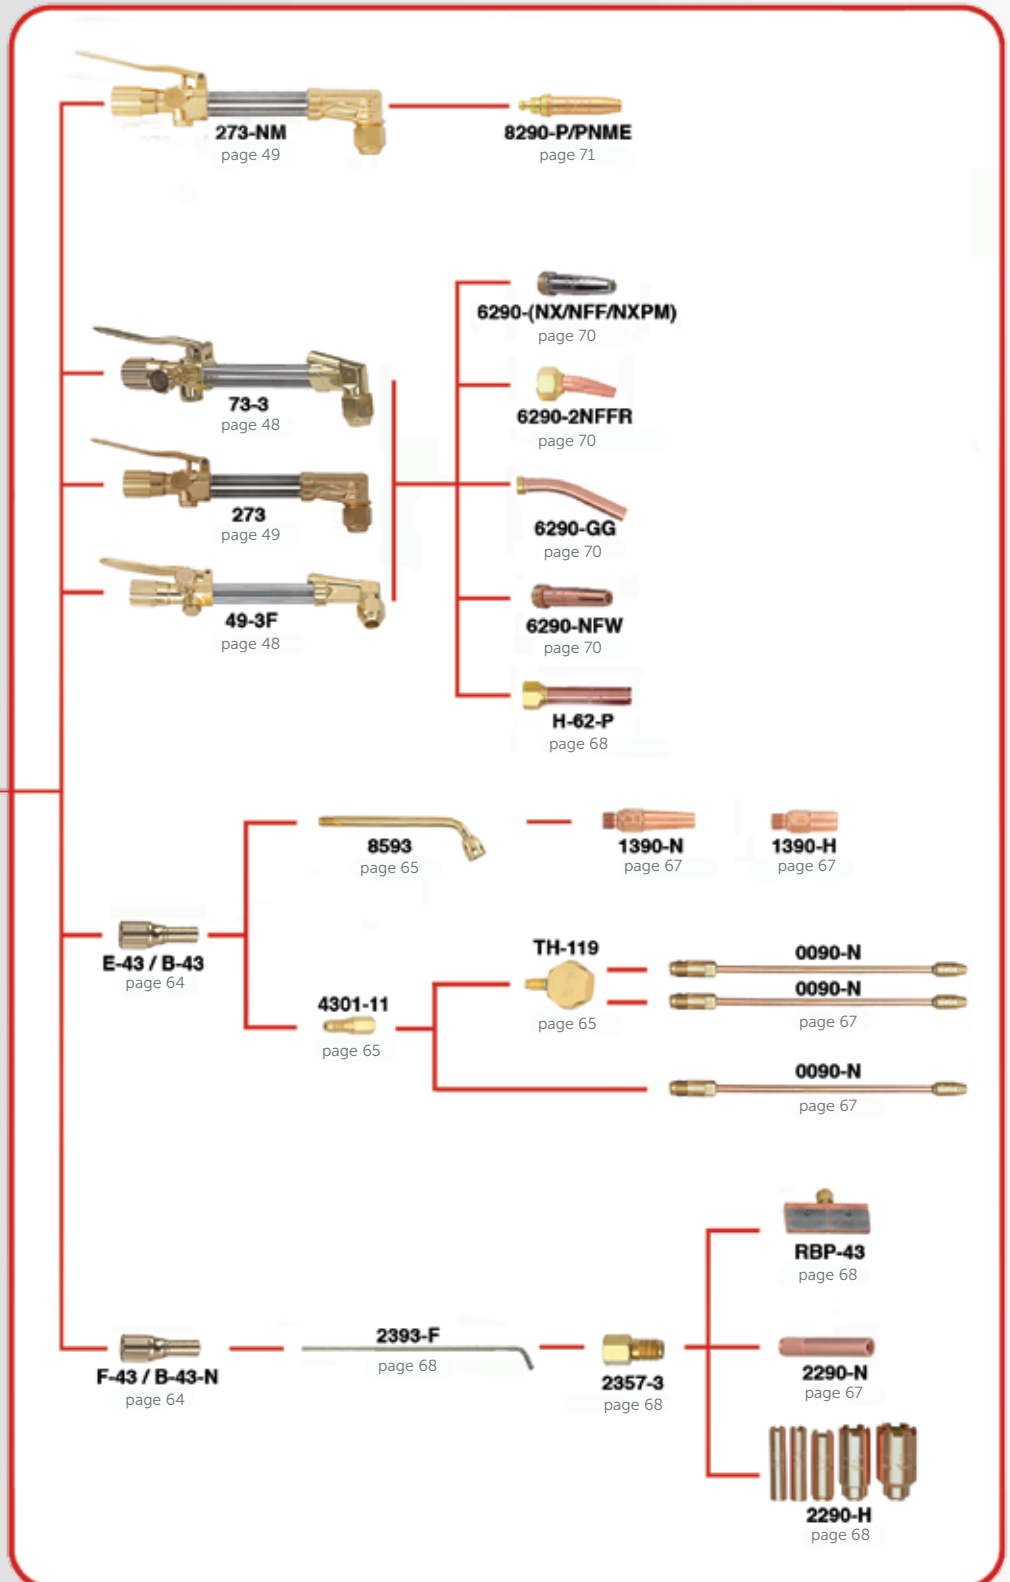 273-NM
page 49
8290-P/PNME
page 71
6290-(NX/NFF/NXPM)
page 70
73-3
page 48
6290-2NFFR
page 70
273
page 49
6290-GG
page 70
49-3F
page 48
6290-NFW
page 70
H-62-P
page 68
8593
page 65
1390-N
page 67
1390-H
page 67
E-43 / B-43
page 64
TH-119
page 65
0090-N
0090-N
page 67
4301-11
page 65
0090-N
page 67
RBP-43
page 68
F-43 / B-43-N
page 64
2393-F
page 68
2357-3
page 68
2290-N
page 67
2290-H
page 68